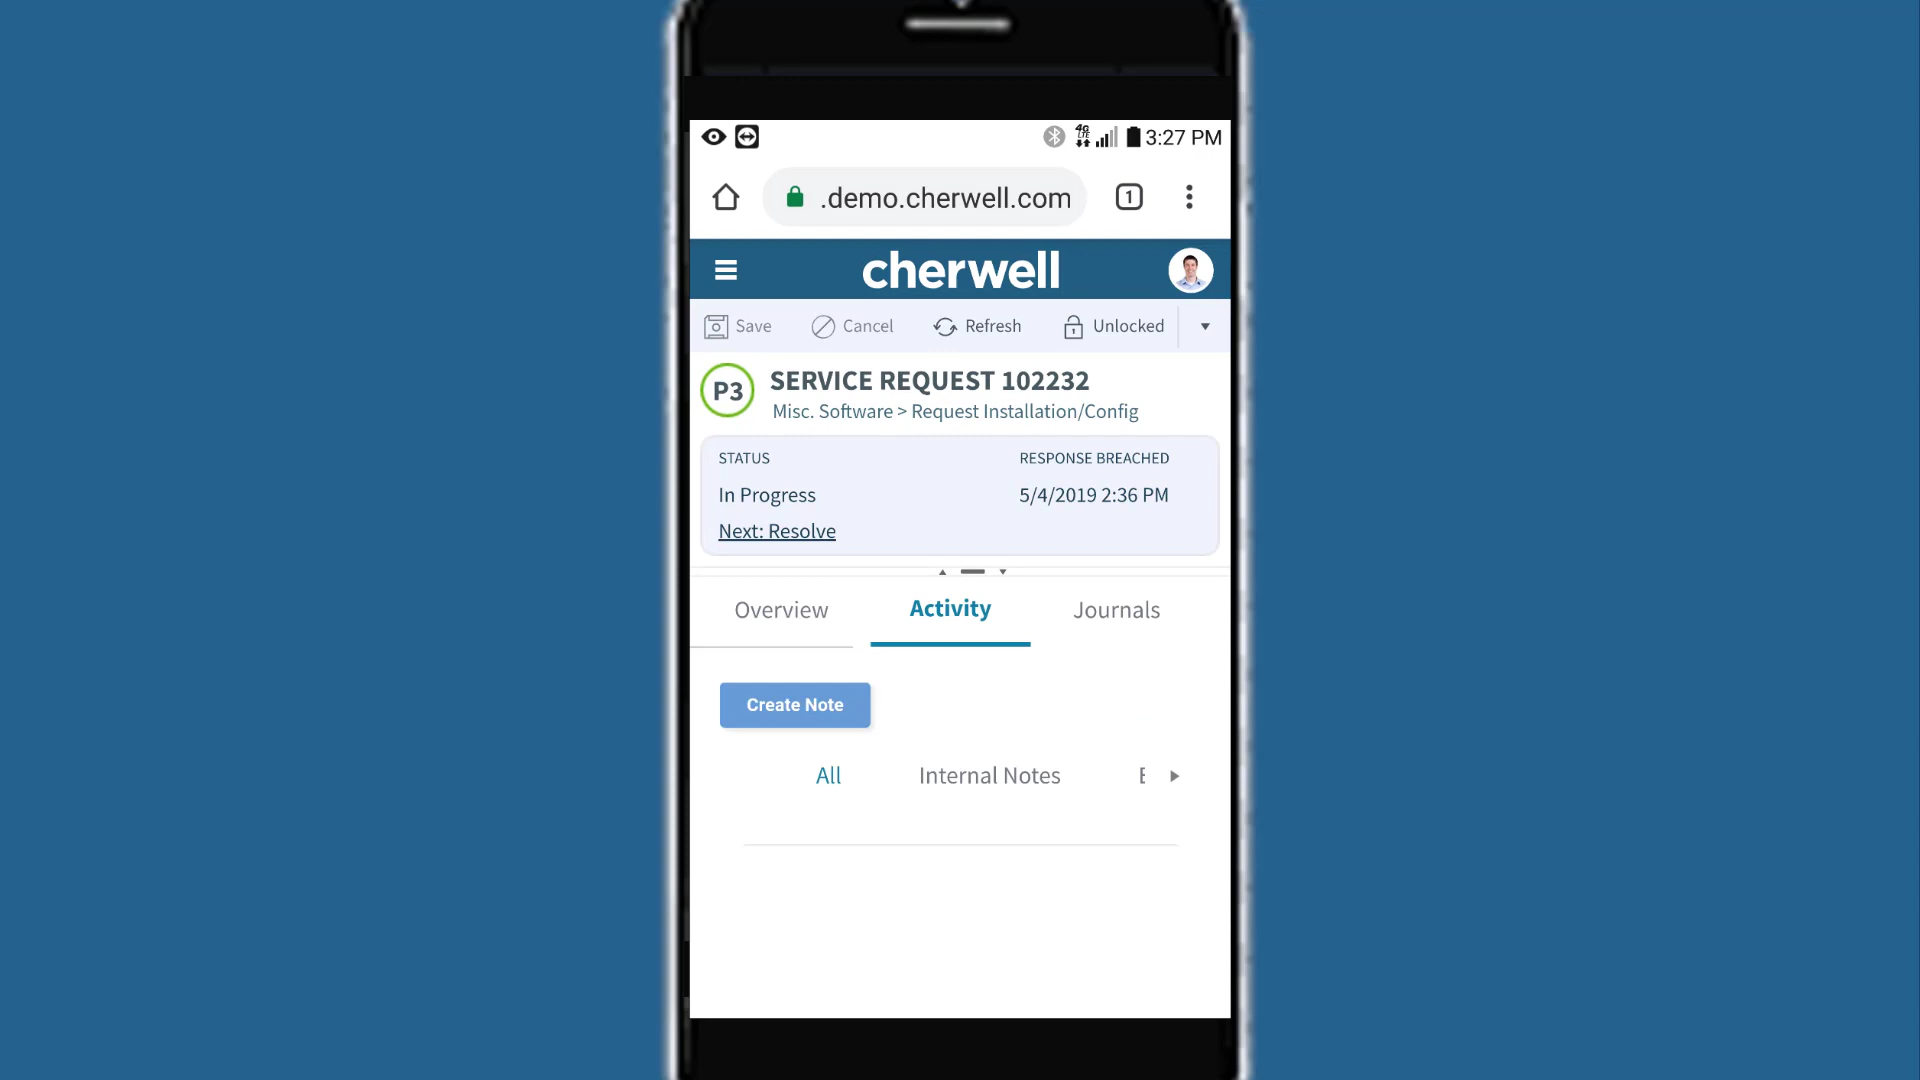 4G
LTE
3:27 PM
.demo.cherwell.com
1
cherwell
Save
Cancel
Refresh
Unlocked
P3
SERVICE REQUEST 102232
Misc. Software > Request Installation/Config
STATUS
RESPONSE BREACHED
In Progress
5/4/2019 2:36 PM
Next: Resolve
Overview
Activity
Journals
Create Note
All
Internal Notes